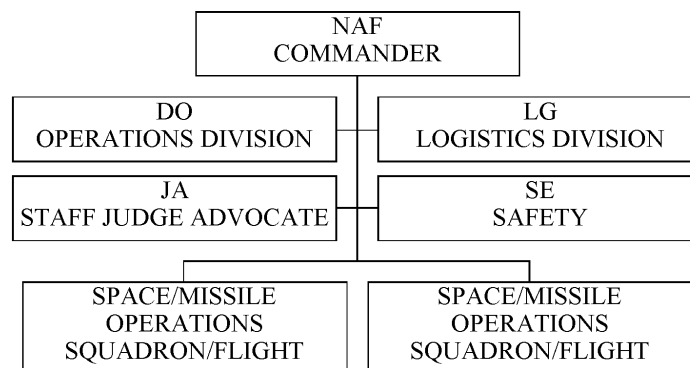 NAF
COMMANDER
DO
OPERATIONS DIVISION
LG
LOGISTICS DIVISION
JA
STAFF JUDGE ADVOCATE
SE
SAFETY
SPACE/MISSILE
OPERATIONS
SQUADRON/FLIGHT
SPACE/MISSILE
OPERATIONS
SQUADRON/FLIGHT